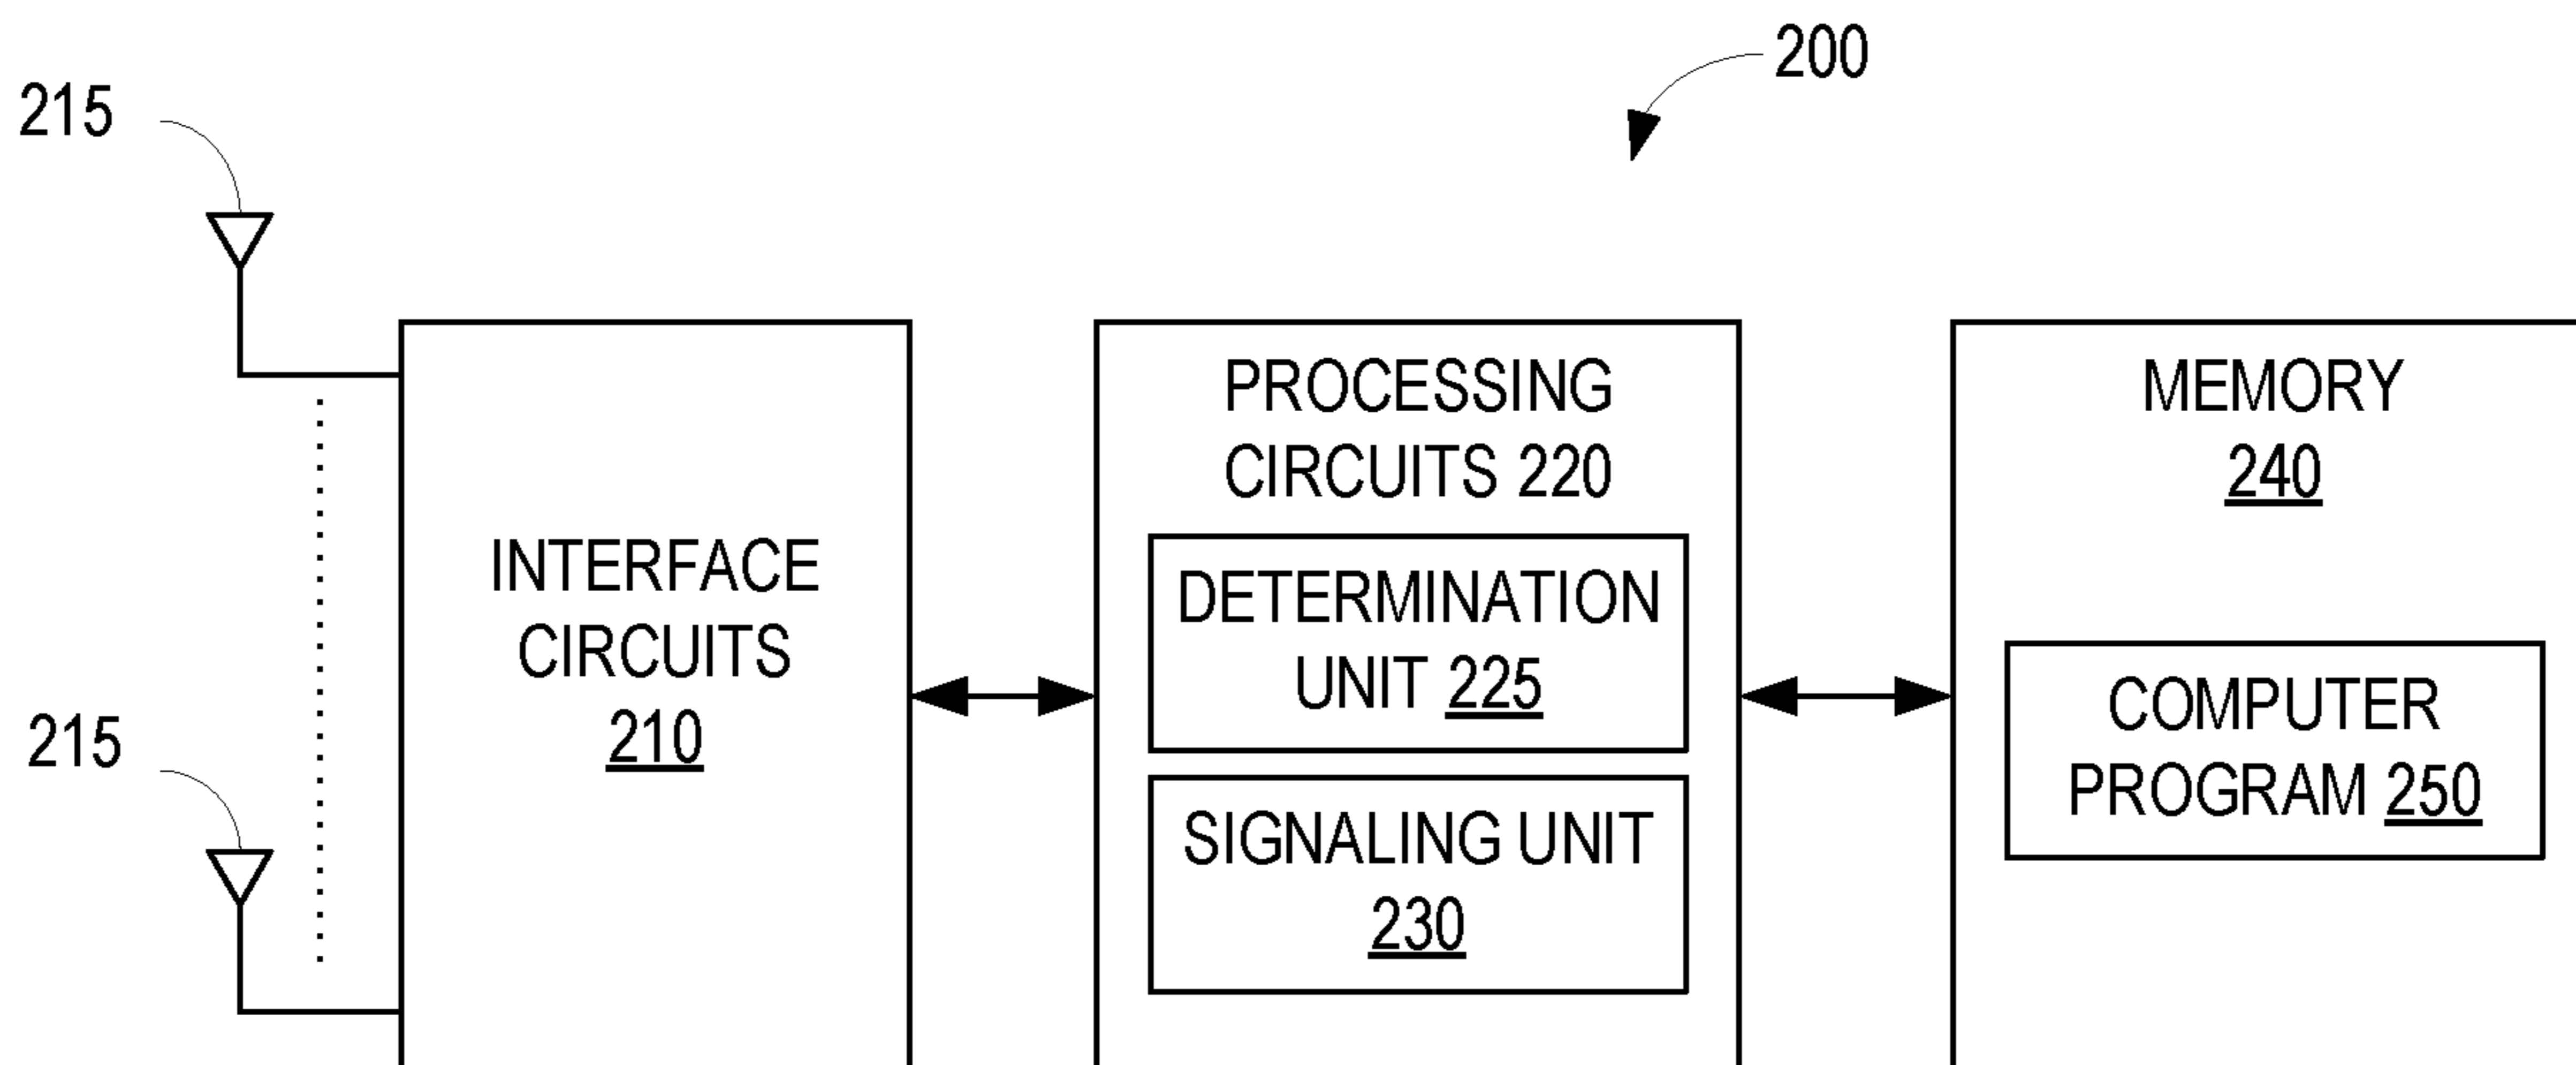 200
215
INTERFACE
CIRCUITS
210
215
PROCESSING
CIRCUITS 220
DETERMINATION
UNIT 225
SIGNALING UNIT
230
MEMORY
240
COMPUTER
PROGRAM 250